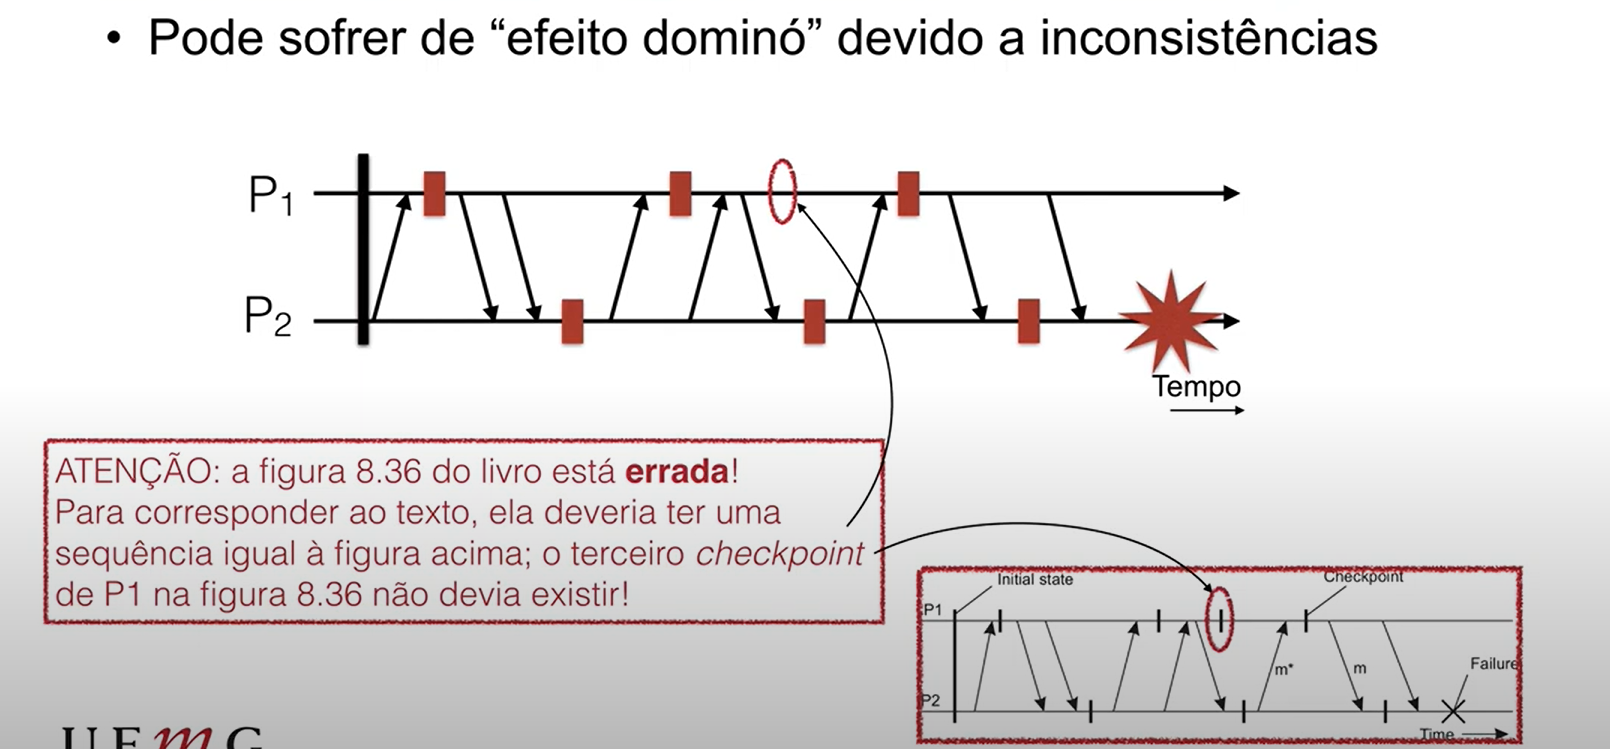 • Pode sofrer de “efeito dominó” devido a inconsistências
P1
P2
Tempo
ATENÇÃO: a figura 8.36 do livro está errada!
Para corresponder ao texto, ela deveria ter uma
sequência igual à figura acima; o terceiro checkpoint
de P1 na figura 8.36 não devia existir!
Initial state
Checkpoint
P1
m*
m
Failure
P2
Time
UFmG